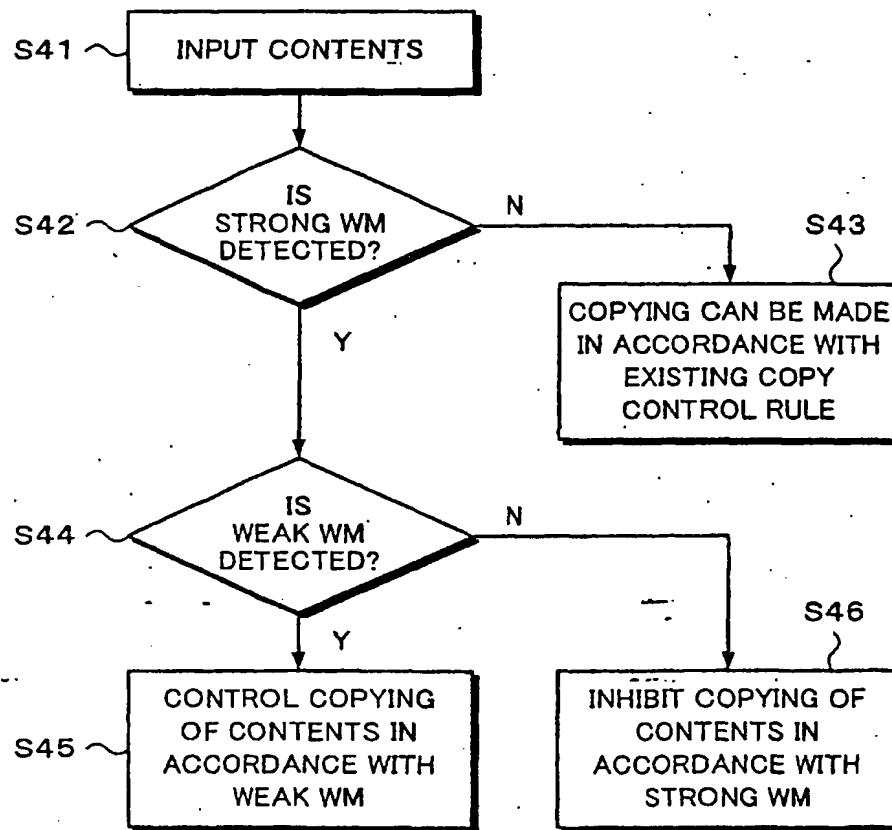 S41
INPUT CONTENTS
S42
IS
STRONG WM
DETECTED?
N
Y
S43
COPYING CAN BE MADE
IN ACCORDANCE WITH
EXISTING COPY
CONTROL RULE
S44
IS
WEAK WM
DETECTED?
N
Y
S45
CONTROL COPYING
OF CONTENTS IN
ACCORDANCE WITH
WEAK WM
S46
INHIBIT COPYING OF
CONTENTS IN
ACCORDANCE WITH
STRONG WM